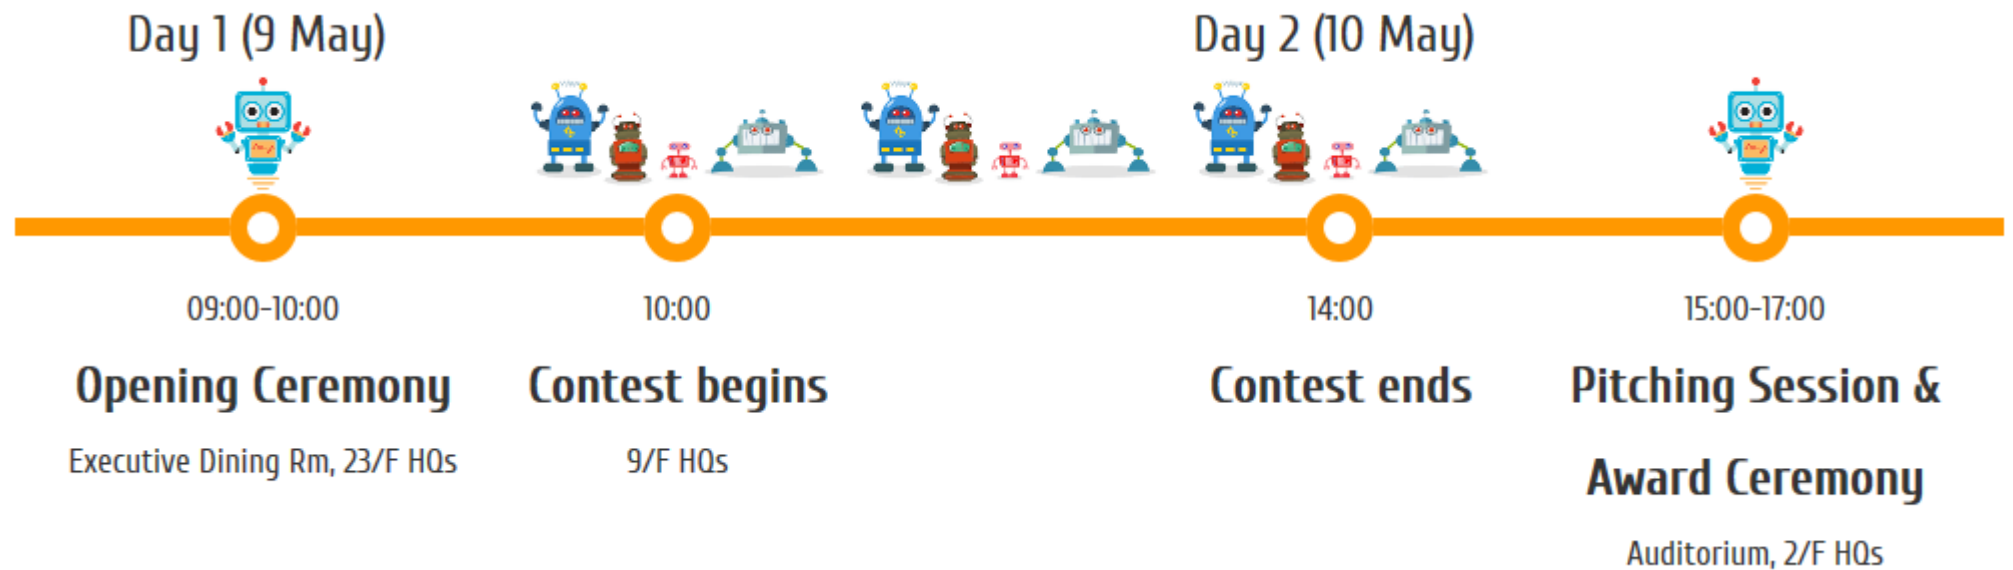 Day 1 (9 May)
Day 2 (10 May)
09:00-10:00
10:00
14:00
15:00-17:00
Opening Ceremony
Contest begins
Contest ends
Pitching Session &
Award Ceremony
Executive Dining Rm, 23/F HQs
9/F HQs
Auditorium, 2/F HQs